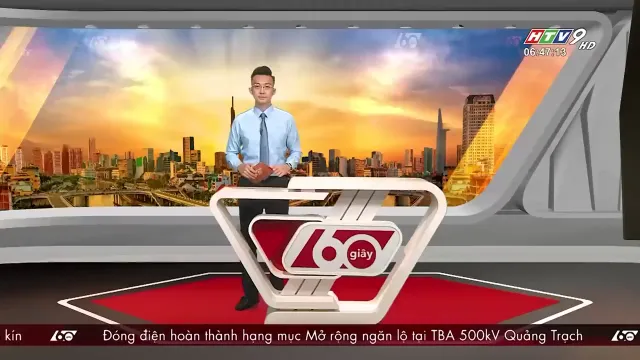 HTV9 HD
06:47:13
60 giây
kín 60 Đóng điện hoàn thành hạng mục Mở rộng ngăn lộ tại TBA 500kV Quảng Trạch